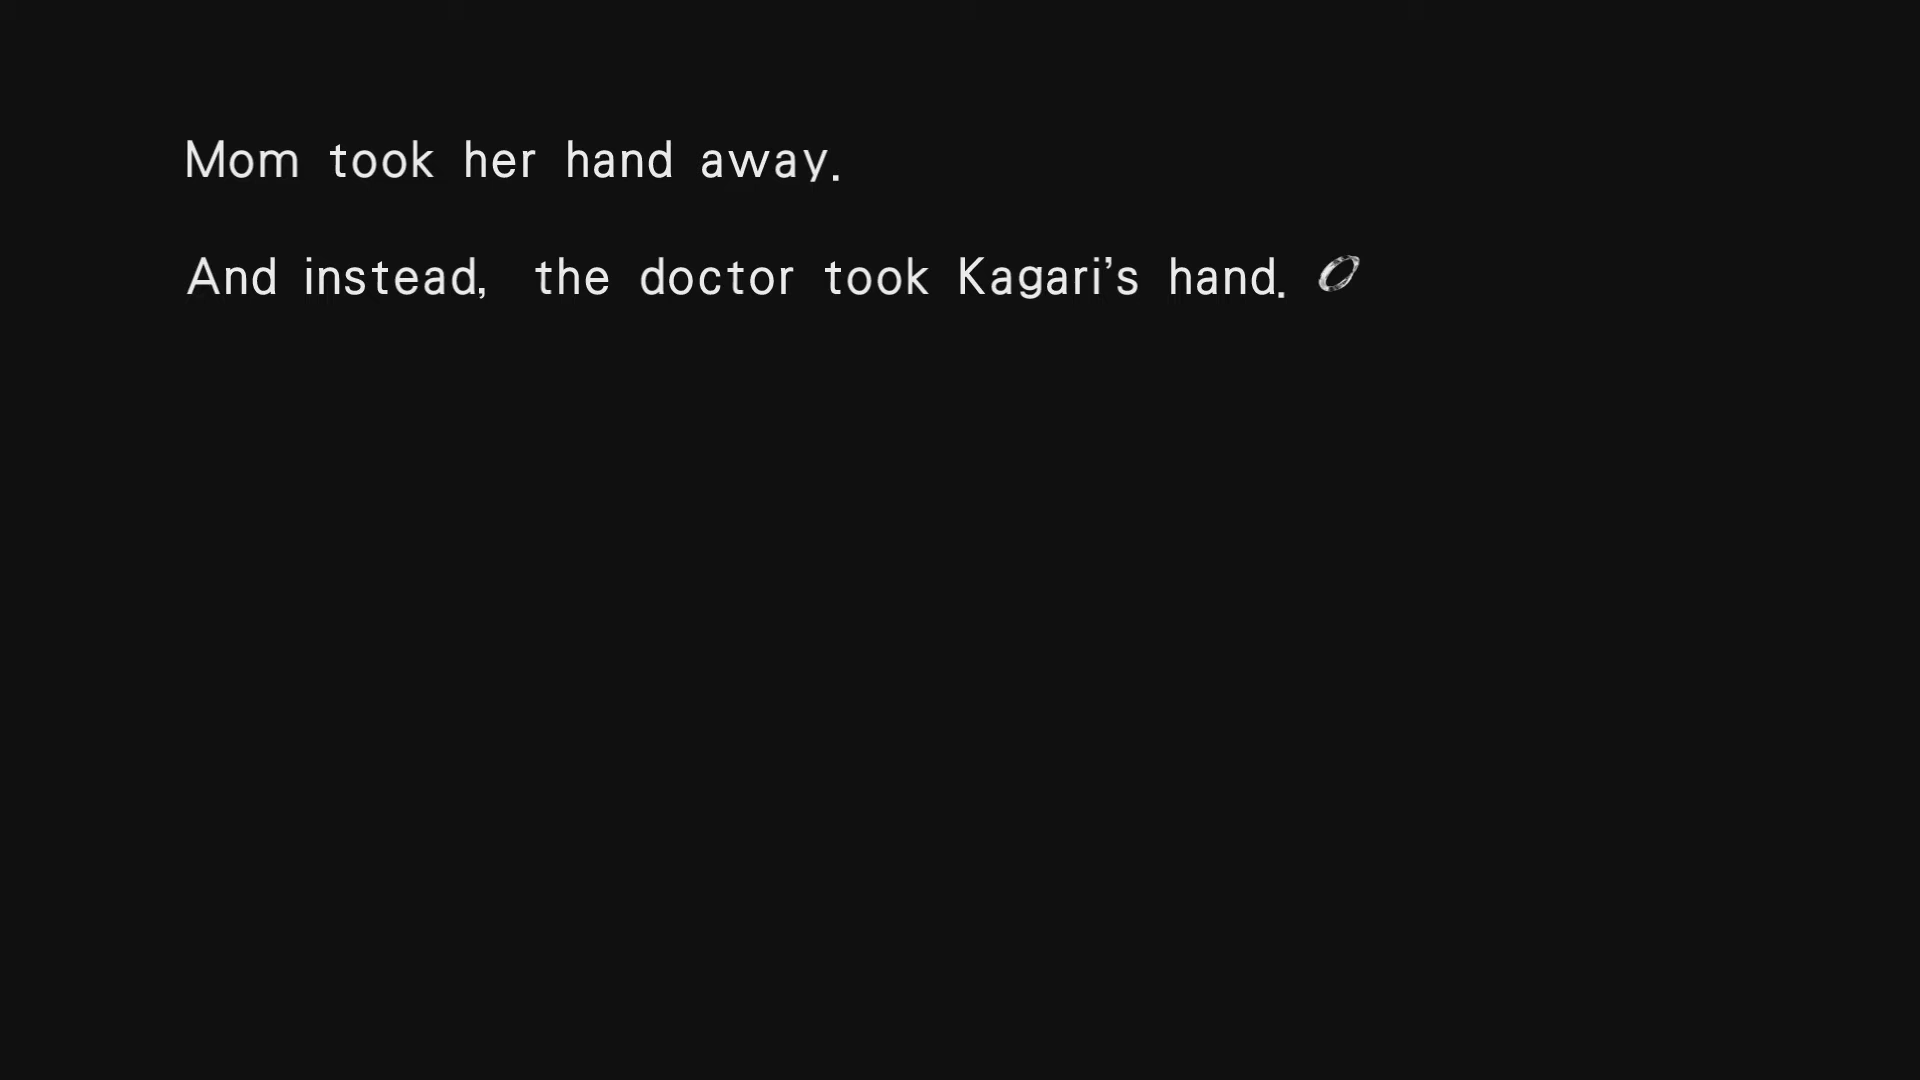 Mom took her hand away.
And instead, the doctor took Kagari's hand.